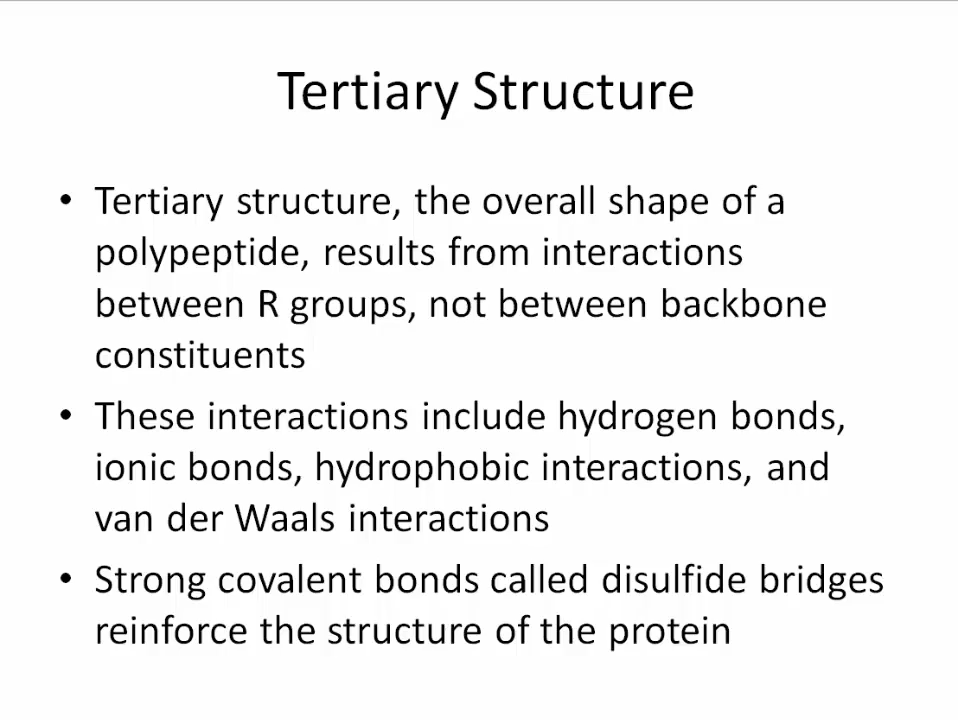 Tertiary Structure
• Tertiary structure, the overall shape of a
polypeptide, results from interactions
between R groups, not between backbone
constituents
• These interactions include hydrogen bonds,
ionic bonds, hydrophobic interactions, and
van der Waals interactions
• Strong covalent bonds called disulfide bridges
reinforce the structure of the protein